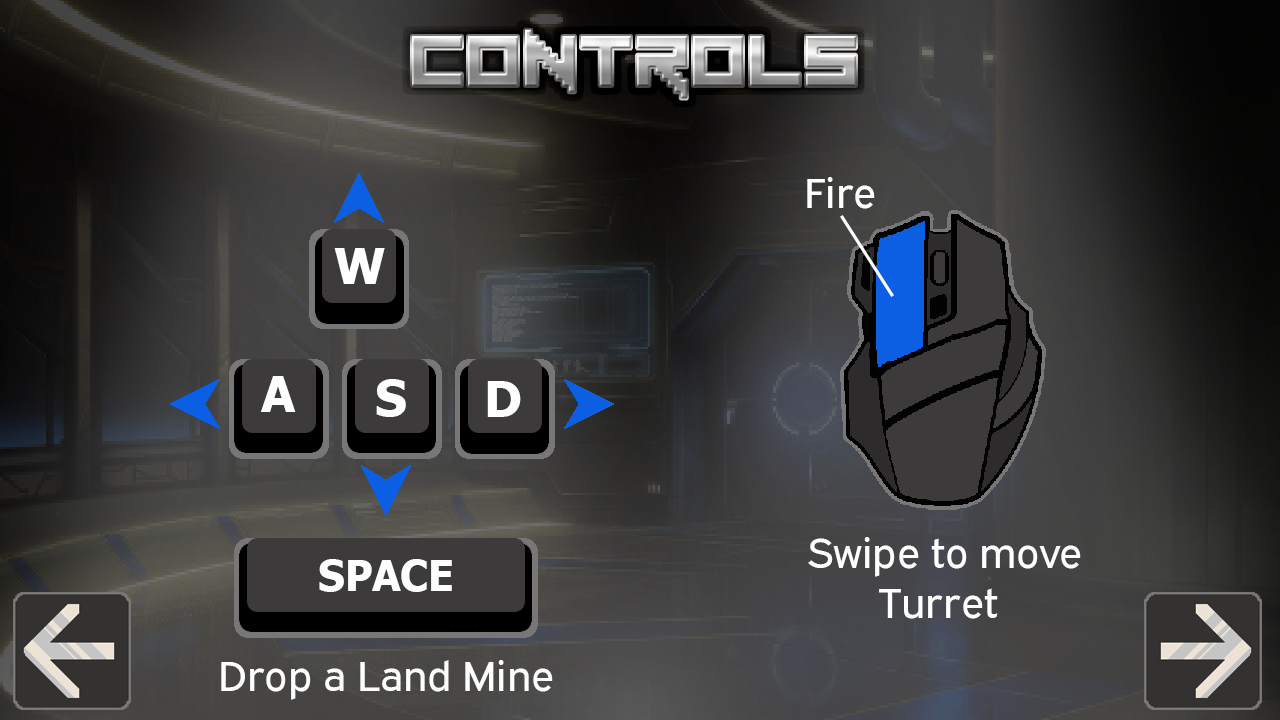 CONTROLS
Fire
W
A S D
SPACE
Swipe to move
Turret
Drop a Land Mine